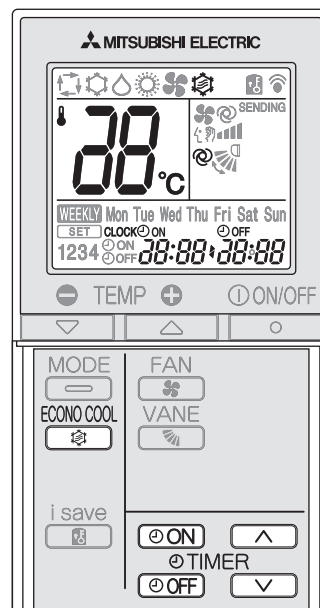 MITSUBISHI ELECTRIC
SENDING
88°C
WEEKLY Mon Tue Wed Thu Fri Sat Sun
SET CLOCK ON OFF
1234 ON OFF 88:88 88:88
TEMP ON/OFF
MODE FAN
ECONO COOL VANE
i save
ON
TIMER
OFF